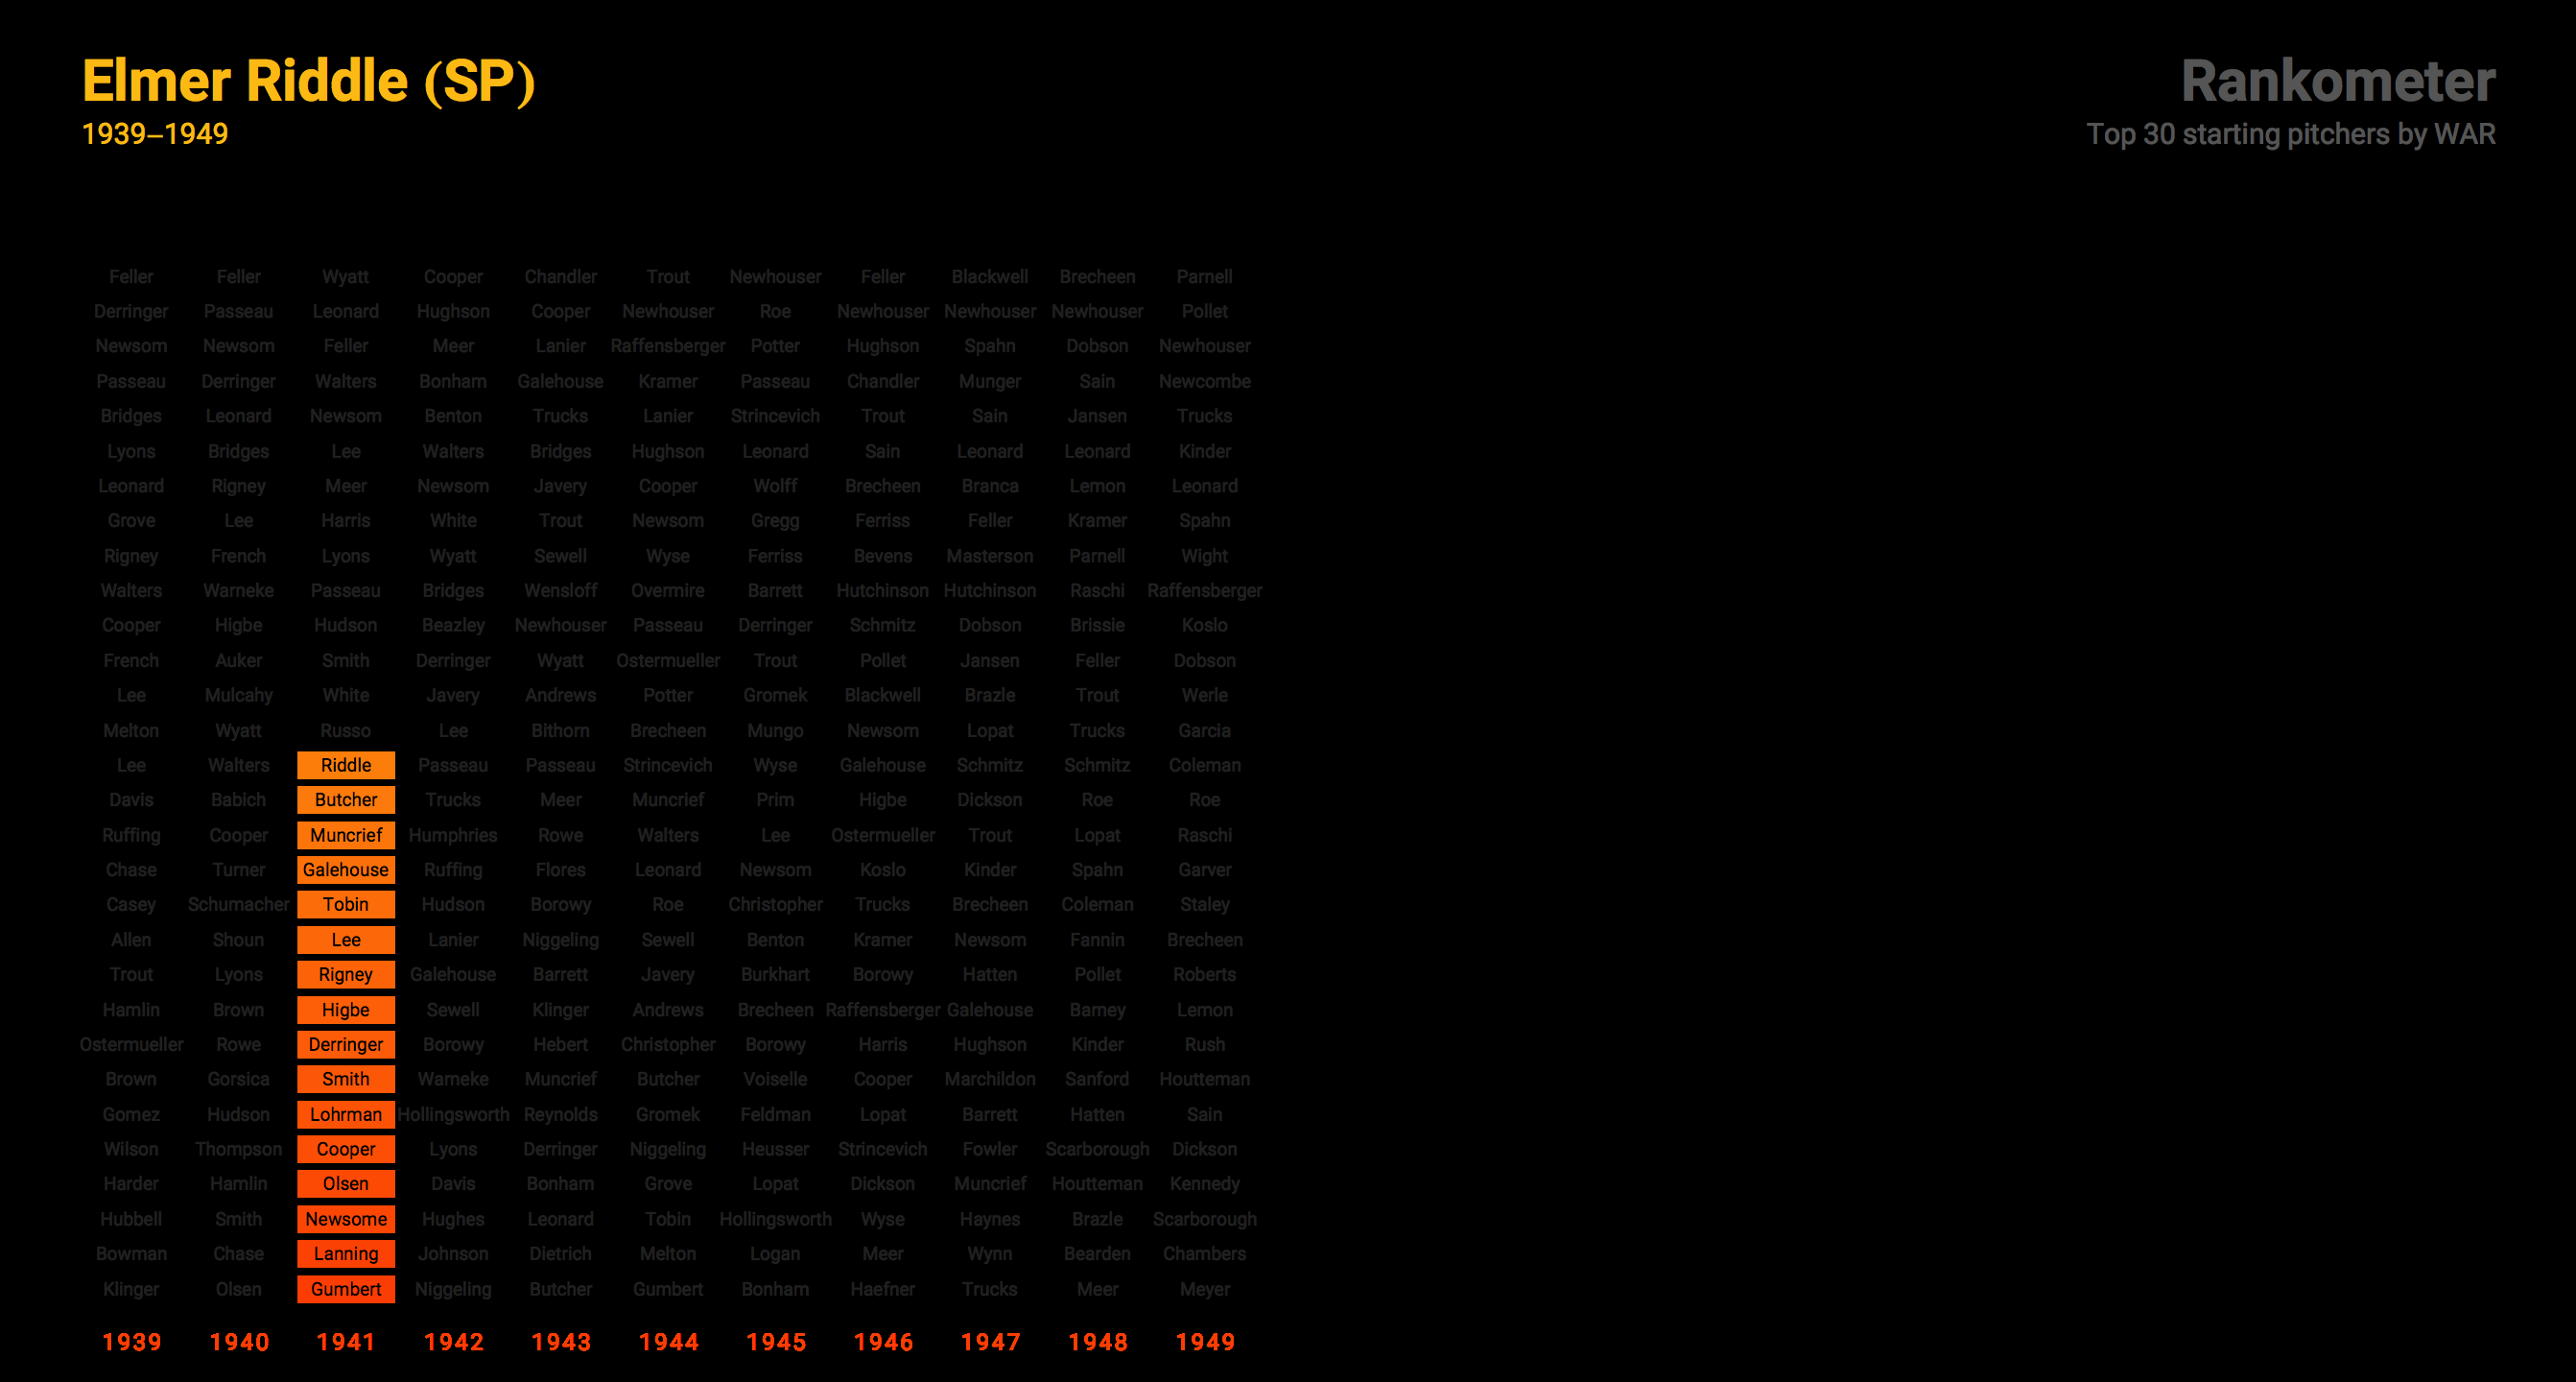 Elmer Riddle (SP)
1939–1949
Rankometer
Top 30 starting pitchers by WAR
Feller Feller Wyatt Cooper Chandler Trout Newhouser Feller Blackwell Brecheen Parnell
Derringer Passeau Leonard Hughson Cooper Newhouser Roe Newhouser Newhouser Newhouser Pollet
Newsom Newsom Feller Meer Lanier Raffensberger Potter Hughson Spahn Dobson Newhouser
Passeau Derringer Walters Bonham Galehouse Kramer Passeau Chandler Munger Sain Newcombe
Bridges Leonard Newsom Benton Trucks Lanier Strincevich Trout Sain Jansen Trucks
Lyons Bridges Lee Walters Bridges Hughson Leonard Sain Leonard Leonard Kinder
Leonard Rigney Meer Newsom Javery Cooper Wolff Brecheen Branca Lemon Leonard
Grove Lee Harris White Trout Newsom Gregg Ferriss Feller Kramer Spahn
Rigney French Lyons Wyatt Sewell Wyse Ferriss Bevens Masterson Parnell Wight
Walters Warneke Passeau Bridges Wensloff Overmire Barrett Hutchinson Hutchinson Raschi Raffensberger
Cooper Higbe Hudson Beazley Newhouser Passeau Derringer Schmitz Dobson Brissie Koslo
French Auker Smith Derringer Wyatt Ostermueller Trout Pollet Jansen Feller Dobson
Lee Mulcahy White Javery Andrews Potter Gromek Blackwell Brazle Trout Werle
Melton Wyatt Russo Lee Bithorn Brecheen Mungo Newsom Lopat Trucks Garcia
Lee Walters Riddle Passeau Passeau Strincevich Wyse Galehouse Schmitz Schmitz Coleman
Davis Babich Butcher Trucks Meer Muncrief Prim Higbe Dickson Roe Roe
Ruffing Cooper Muncrief Humphries Rowe Walters Lee Ostermueller Trout Lopat Raschi
Chase Turner Galehouse Ruffing Flores Leonard Newsom Koslo Kinder Spahn Garver
Casey Schumacher Tobin Hudson Borowy Roe Christopher Trucks Brecheen Coleman Staley
Allen Shoun Lee Lanier Niggeling Sewell Benton Kramer Newsom Fannin Brecheen
Trout Lyons Rigney Galehouse Barrett Javery Burkhart Borowy Hatten Pollet Roberts
Hamlin Brown Higbe Sewell Klinger Andrews Brecheen Raffensberger Galehouse Barney Lemon
Ostermueller Rowe Derringer Borowy Hebert Christopher Borowy Harris Hughson Kinder Rush
Brown Gorsica Smith Warneke Muncrief Butcher Voiselle Cooper Marchildon Sanford Houtteman
Gomez Hudson Lohrman Hollingsworth Reynolds Gromek Feldman Lopat Barrett Hatten Sain
Wilson Thompson Cooper Lyons Derringer Niggeling Heusser Strincevich Fowler Scarborough Dickson
Harder Hamlin Olsen Davis Bonham Grove Lopat Dickson Muncrief Houtteman Kennedy
Hubbell Smith Newsome Hughes Leonard Tobin Hollingsworth Wyse Haynes Brazle Scarborough
Bowman Chase Lanning Johnson Dietrich Melton Logan Meer Wynn Bearden Chambers
Klinger Olsen Gumbert Niggeling Butcher Gumbert Bonham Haefner Trucks Meer Meyer
1939 1940 1941 1942 1943 1944 1945 1946 1947 1948 1949